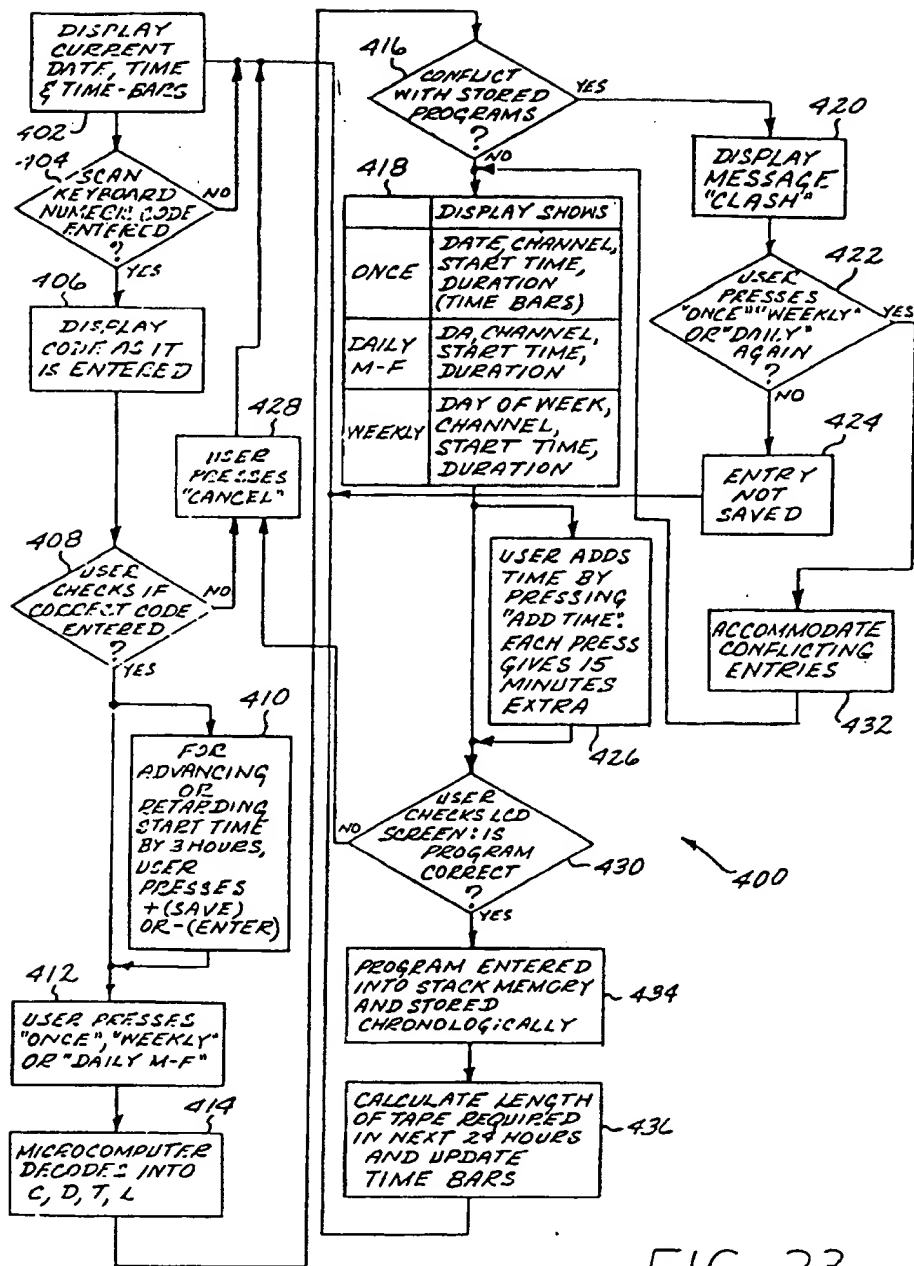 DISPLAY
CURRENT
DATE, TIME
& TIME-BARS
402
404
SCAN
KEYBOARD
NUMERIC CODE
ENTERED
?
NO
YES
406
DISPLAY
CODE AS IT
IS ENTERED
428
USER
PRESSES
"CANCEL"
408
USER
CHECKS IF
CORRECT CODE
ENTERED
?
NO
YES
410
FOR
ADVANCING
OR
RETARDING
START TIME
BY 3 HOURS,
USER
PRESSES
+(SAVE)
OR-(ENTER)
412
USER PRESSES
"ONCE", "WEEKLY"
OR "DAILY M-F"
414
MICROCOMPUTER
DECODES INTO
C, D, T, L
416
CONFLICT
WITH STORED
PROGRAMS
?
YES
NO
418
DISPLAY SHOWS
ONCE
DATE, CHANNEL,
START TIME,
DURATION
(TIME BARS)
DAILY
M-F
DA, CHANNEL,
START TIME,
DURATION
WEEKLY
DAY OF WEEK,
CHANNEL,
START TIME,
DURATION
420
DISPLAY
MESSAGE
"CLASH"
422
USER
PRESSES
"ONCE" "WEEKLY"
OR "DAILY"
AGAIN
?
YES
NO
424
ENTRY
NOT
SAVED
USER ADDS
TIME BY
PRESSING
"ADD TIME".
EACH PRESS
GIVES 15
MINUTES
EXTRA
426
ACCOMMODATE
CONFLICTING
ENTRIES
432
USER
CHECKS LCD
SCREEN: IS
PROGRAM
CORRECT
?
NO
YES
430
400
PROGRAM ENTERED
INTO STACK MEMORY
AND STORED
CHRONOLOGICALLY
434
CALCULATE LENGTH
OF TAPE REQUIRED
IN NEXT 24 HOURS
AND UPDATE
TIME BARS
436
FIG. 23